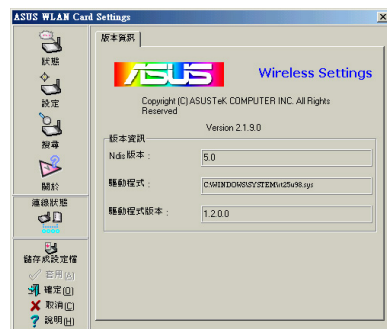 ASUS WLAN Card Settings
狀態
設定
搜尋
關於
連線狀態
儲存成設定檔
套用(A)
確定(O)
取消(C)
說明(H)
版本資訊
ASUS
Wireless Settings
Copyright (C) ASUSTeK COMPUTER INC. All Rights
Reserved
Version 2.1.9.0
版本資訊
Ndis 版本 :
5.0
驅動程式 :
C:\WINDOWS\SYSTEM\rt25u98.sys
驅動程式版本 :
1.2.0.0